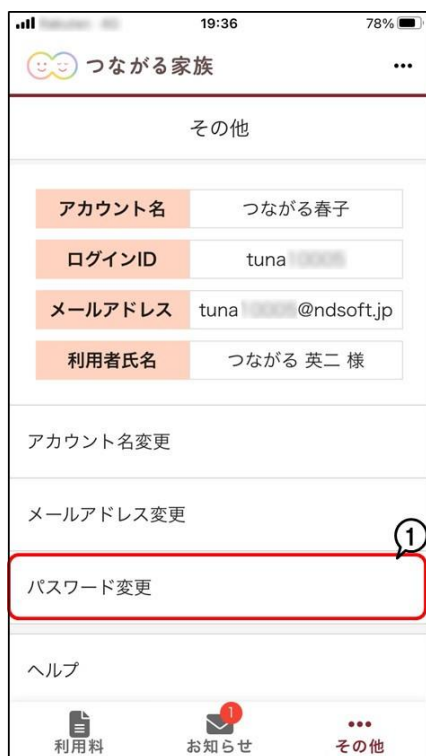 19:36
78%
つながる家族
その他
アカウント名 つながる春子
ログインID tuna
メールアドレス tuna @ndsoft.jp
利用者氏名 つながる 英二 様
アカウント名変更
メールアドレス変更
1
パスワード変更
ヘルプ
1
利用料 お知らせ その他